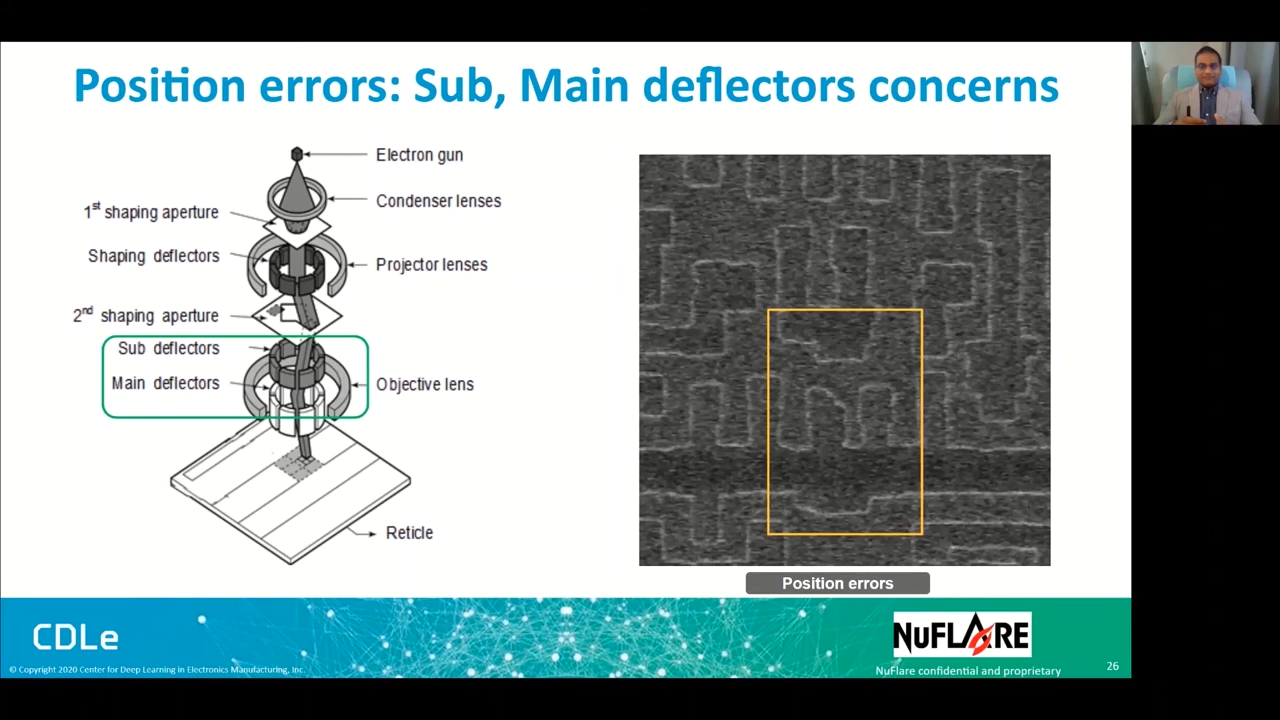 Position errors: Sub, Main deflectors concerns
Electron gun
Condenser lenses
1st shaping aperture
Shaping deflectors
Projector lenses
2nd shaping aperture
Sub deflectors
Main deflectors
Objective lens
Reticle
Position errors
CDLe
NUFLARE
© Copyright 2020 Center for Deep Learning in Electronics Manufacturing, Inc.
NuFlare confidential and proprietary
26